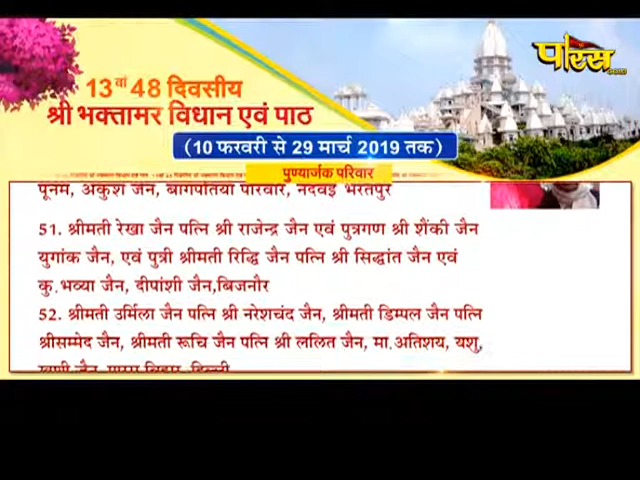 पारस
13वां 48 दिवसीय
श्री भक्तामर विधान एवं पाठ
(10 फरवरी से 29 मार्च 2019 तक)
पुण्यार्जक परिवार
पूनम, अंकुश जैन, बागपतिया परिवार, नदवई भरतपुर
51. श्रीमती रेखा जैन पत्नि श्री राजेन्द्र जैन एवं पुत्रगण श्री शैंकी जैन
युगांक जैन, एवं पुत्री श्रीमती रिद्धि जैन पत्नि श्री सिद्धांत जैन एवं
कु.भव्या जैन, दीपांशी जैन,बिजनौर
52. श्रीमती उर्मिला जैन पत्नि श्री नरेशचंद जैन, श्रीमती डिम्पल जैन पत्नि
श्रीसम्मेद जैन, श्रीमती रूचि जैन पत्नि श्री ललित जैन, मा.अतिशय, यशु,
जैन, दिल्ली